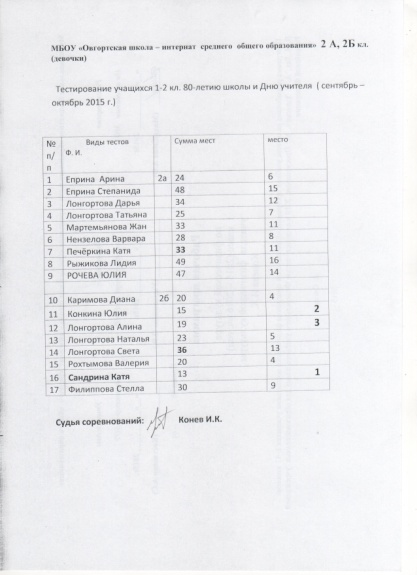 МБОУ «Овгортская школа – интернат среднего общего образования» 2 А, 2Б кл.
(девочки)
Тестирование учащихся 1-2 кл. 80-летию школы и Дню учителя ( сентябрь –
октябрь 2015 г.)
№ п/п Виды тестов Ф. И. Сумма мест место
1 Еприна Арина 2а 24 6
2 Еприна Степанида 48 15
3 Лонгортова Дарья 34 12
4 Лонгортова Татьяна 25 7
5 Мартемьянова Жан 33 11
6 Нензелова Варвара 28 8
7 Печёркина Катя 33 11
8 Рыжикова Лидия 49 16
9 РОЧЕВА ЮЛИЯ 47 14
10 Каримова Диана 2б 20 4
11 Конкина Юлия 15 2
12 Лонгортова Алина 19 3
13 Лонгортова Наталья 23 5
14 Лонгортова Света 36 13
15 Рохтымова Валерия 20 4
16 Сандрина Катя 13 1
17 Филиппова Стелла 30 9
Судья соревнований: Конев И.К.